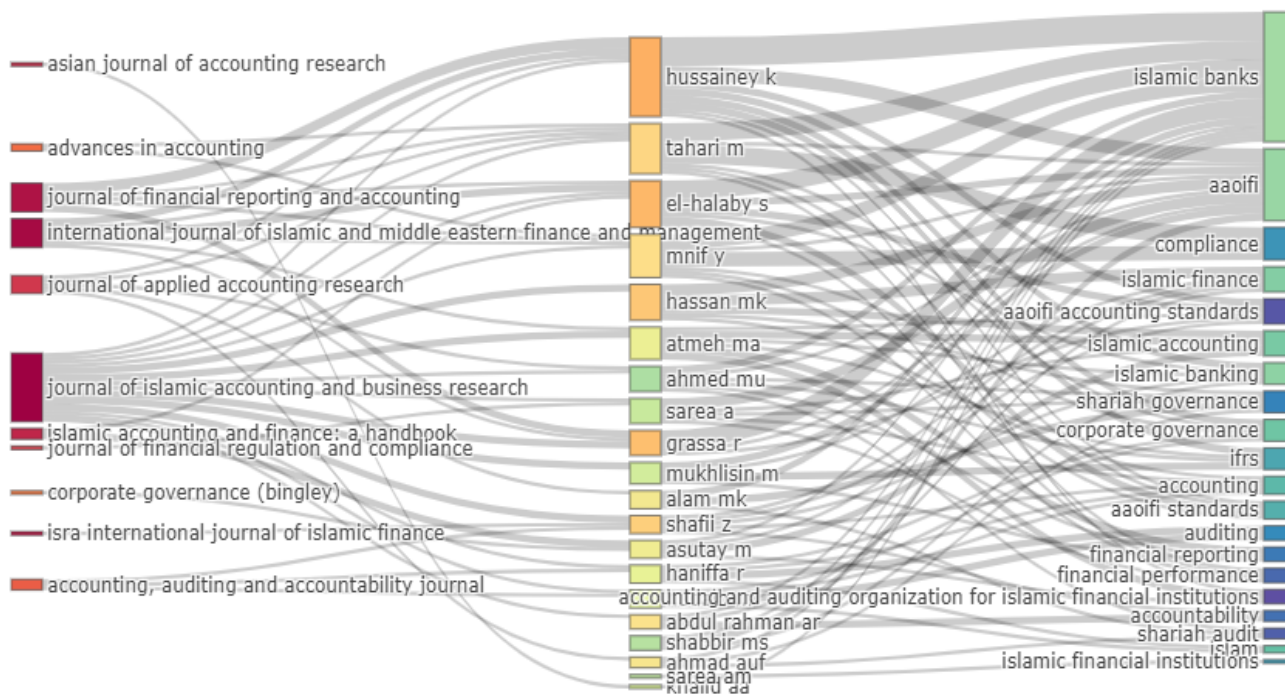 asian journal of accounting research
advances in accounting
journal of financial reporting and accounting
international journal of islamic and middle eastern finance and management
journal of applied accounting research
journal of islamic accounting and business research
islamic accounting and finance: a handbook
journal of financial regulation and compliance
corporate governance (bingley)
isra international journal of islamic finance
accounting, auditing and accountability journal
hussainey k
tahari m
el-halaby s
mnif y
hassan mk
atmeh ma
ahmed mu
sarea a
grassa r
mukhlisin m
alam mk
shafii z
asutay m
haniffa r
abdul rahman ar
shabbir ms
ahmad auf
sarea am
khalid aa
islamic banks
aaoifi
compliance
islamic finance
aaoifi accounting standards
islamic accounting
islamic banking
shariah governance
corporate governance
ifrs
accounting
aaoifi standards
auditing
financial reporting
financial performance
accounting and auditing organization for islamic financial institutions
accountability
shariah audit
islam
islamic financial institutions